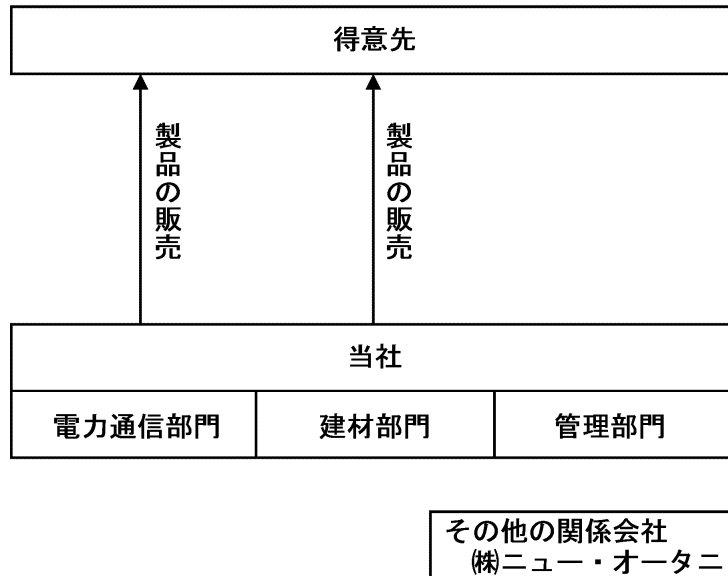 得意先
製品の販売
製品の販売
当社
電力通信部門
建材部門
管理部門
その他の関係会社
㈱ニュー・オータニ